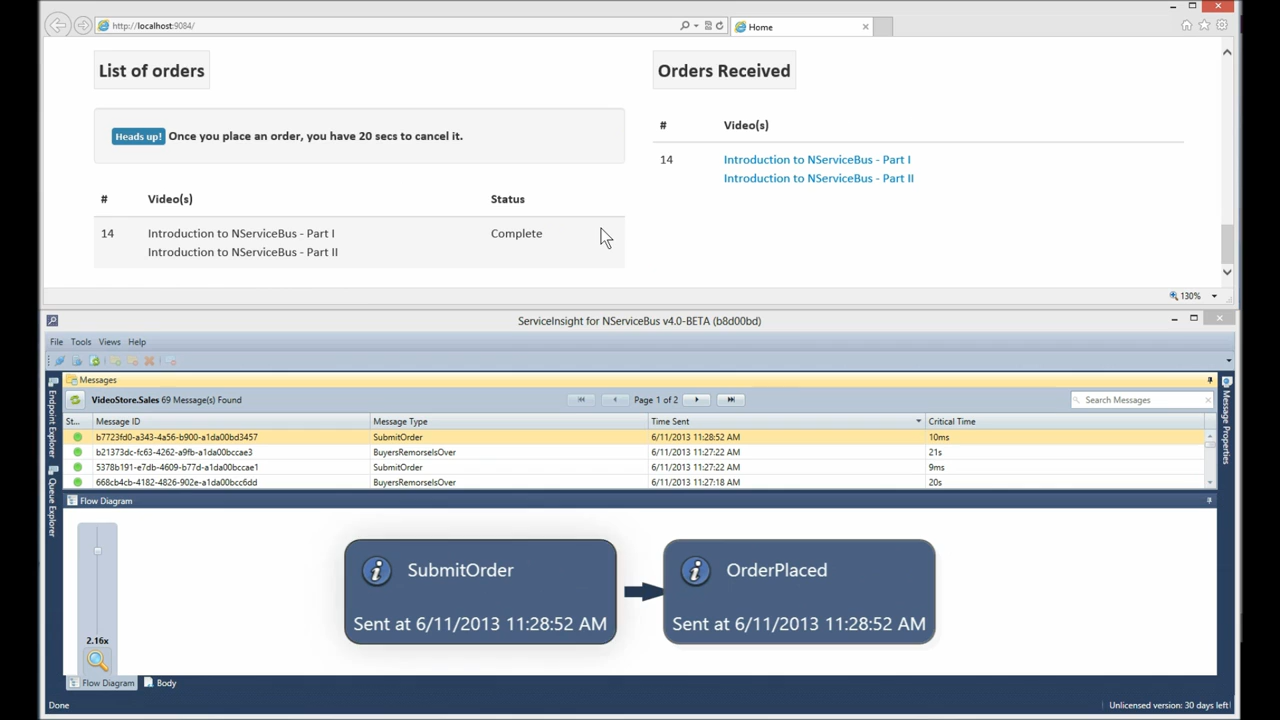 http://localhost:9084/
Home
List of orders
Heads up! Once you place an order, you have 20 secs to cancel it.
# Video(s) Status
14 Introduction to NServiceBus - Part I Complete
Introduction to NServiceBus - Part II
Orders Received
# Video(s)
14 Introduction to NServiceBus - Part I
Introduction to NServiceBus - Part II
130%
ServiceInsight for NServiceBus v4.0-BETA (b8d00bd)
File Tools Views Help
Endpoint Explorer
Queue Explorer
Messages
VideoStore.Sales 69 Message(s) Found Page 1 of 2 Search Messages
St... Message ID Message Type Time Sent Critical Time
b7723fd0-a343-4a56-b900-a1da00bd3457 SubmitOrder 6/11/2013 11:28:52 AM 10ms
b21373dc-fc63-4262-a9fb-a1da00bccae3 BuyersRemorseIsOver 6/11/2013 11:27:22 AM 21s
5378b191-e7db-4609-b77d-a1da00bccae1 SubmitOrder 6/11/2013 11:27:22 AM 9ms
668cb4cb-4182-4826-902e-a1da00bcc6dd BuyersRemorseIsOver 6/11/2013 11:27:18 AM 20s
Message Properties
Flow Diagram
2.16x
SubmitOrder
Sent at 6/11/2013 11:28:52 AM
OrderPlaced
Sent at 6/11/2013 11:28:52 AM
Flow Diagram Body
Done Unlicensed version: 30 days left